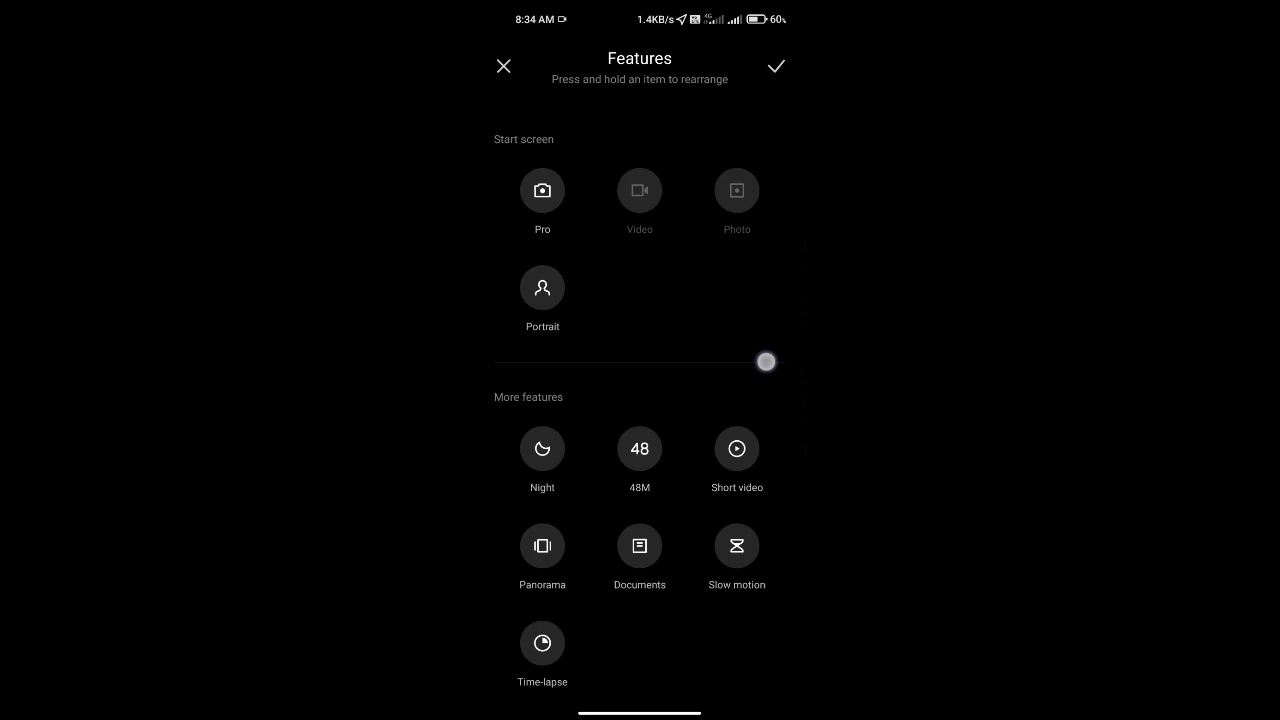 8:34 AM 1.4KB/s 4G 60%
Features
Press and hold an item to rearrange
Start screen
Pro Video Photo
Portrait
More features
48
Night 48M Short video
Panorama Documents Slow motion
Time-lapse